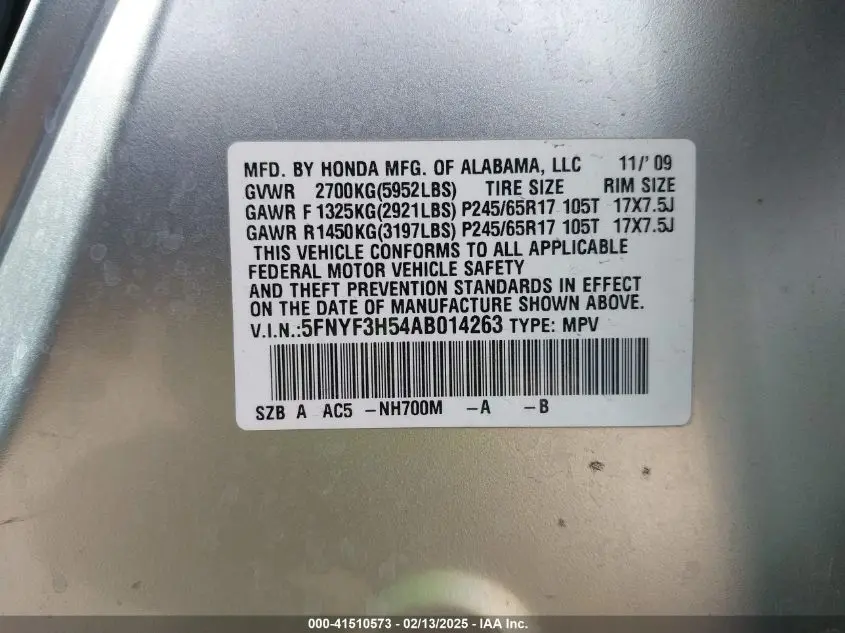 MFD. BY HONDA MFG. OF ALABAMA, LLC 11/'09
GVWR 2700KG(5952LBS) TIRE SIZE RIM SIZE
GAWR F 1325KG(2921LBS) P245/65R17 105T 17X7.5J
GAWR R1450KG(3197LBS) P245/65R17 105T 17X7.5J
THIS VEHICLE CONFORMS TO ALL APPLICABLE
FEDERAL MOTOR VEHICLE SAFETY
AND THEFT PREVENTION STANDARDS IN EFFECT
ON THE DATE OF MANUFACTURE SHOWN ABOVE.
V.I.N.:5FNYF3H54AB014263 TYPE: MPV
SZB A AC5 -NH700M -A -B
000-41510573 - 02/13/2025 - IAA Inc.